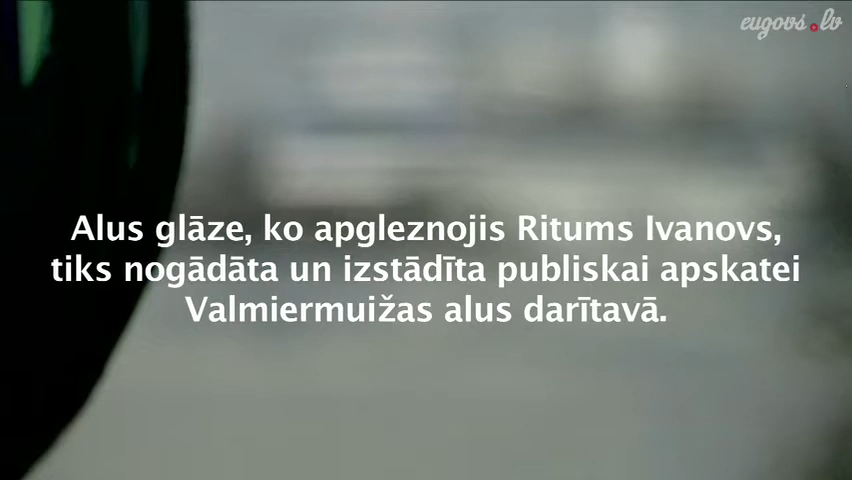 eugovs.lv
Alus glāze, ko apgleznojis Ritums Ivanovs,
tiks nogādāta un izstādīta publiskai apskatei
Valmiermuižas alus darītavā.